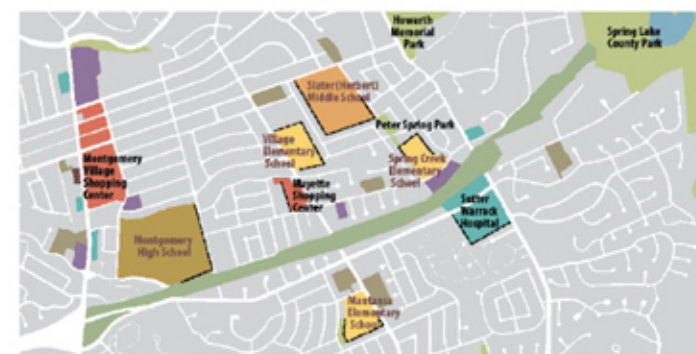 Howarth
Memorial
Park
Spring Lake
County Park
Slater (Herbert)
Middle School
Peter Spring Park
Village
Elementary
School
Spring Creek
Elementary
School
Montgomery
Village
Shopping
Center
Mayette
Shopping
Center
Sutter
Warrack
Hospital
Montgomery
High School
Elementary
School